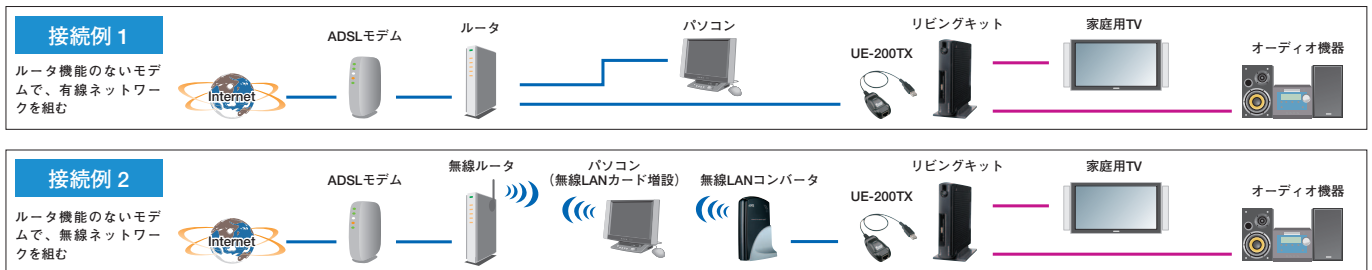 接続例 1
ルータ機能のないモデ
ムで、有線ネットワー
クを組む
Internet
ADSLモデム
ルータ
パソコン
UE-200TX
リビングキット
家庭用TV
オーディオ機器
接続例 2
ルータ機能のないモデ
ムで、無線ネットワー
クを組む
Internet
ADSLモデム
無線ルータ
パソコン
（無線LANカード増設）
無線LANコンバータ
UE-200TX
リビングキット
家庭用TV
オーディオ機器